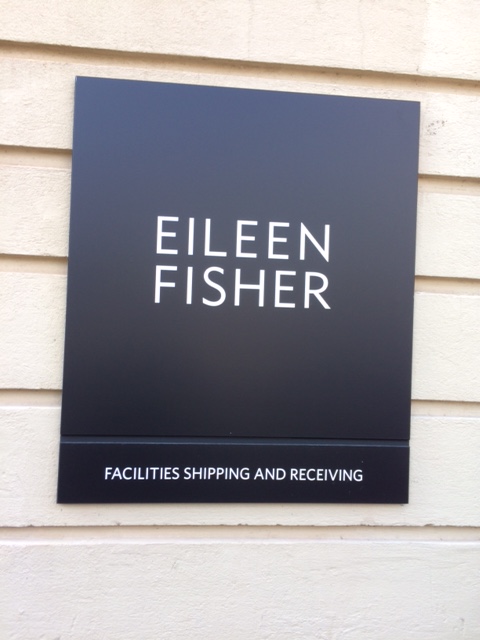 EILEEN
FISHER
FACILITIES SHIPPING AND RECEIVING